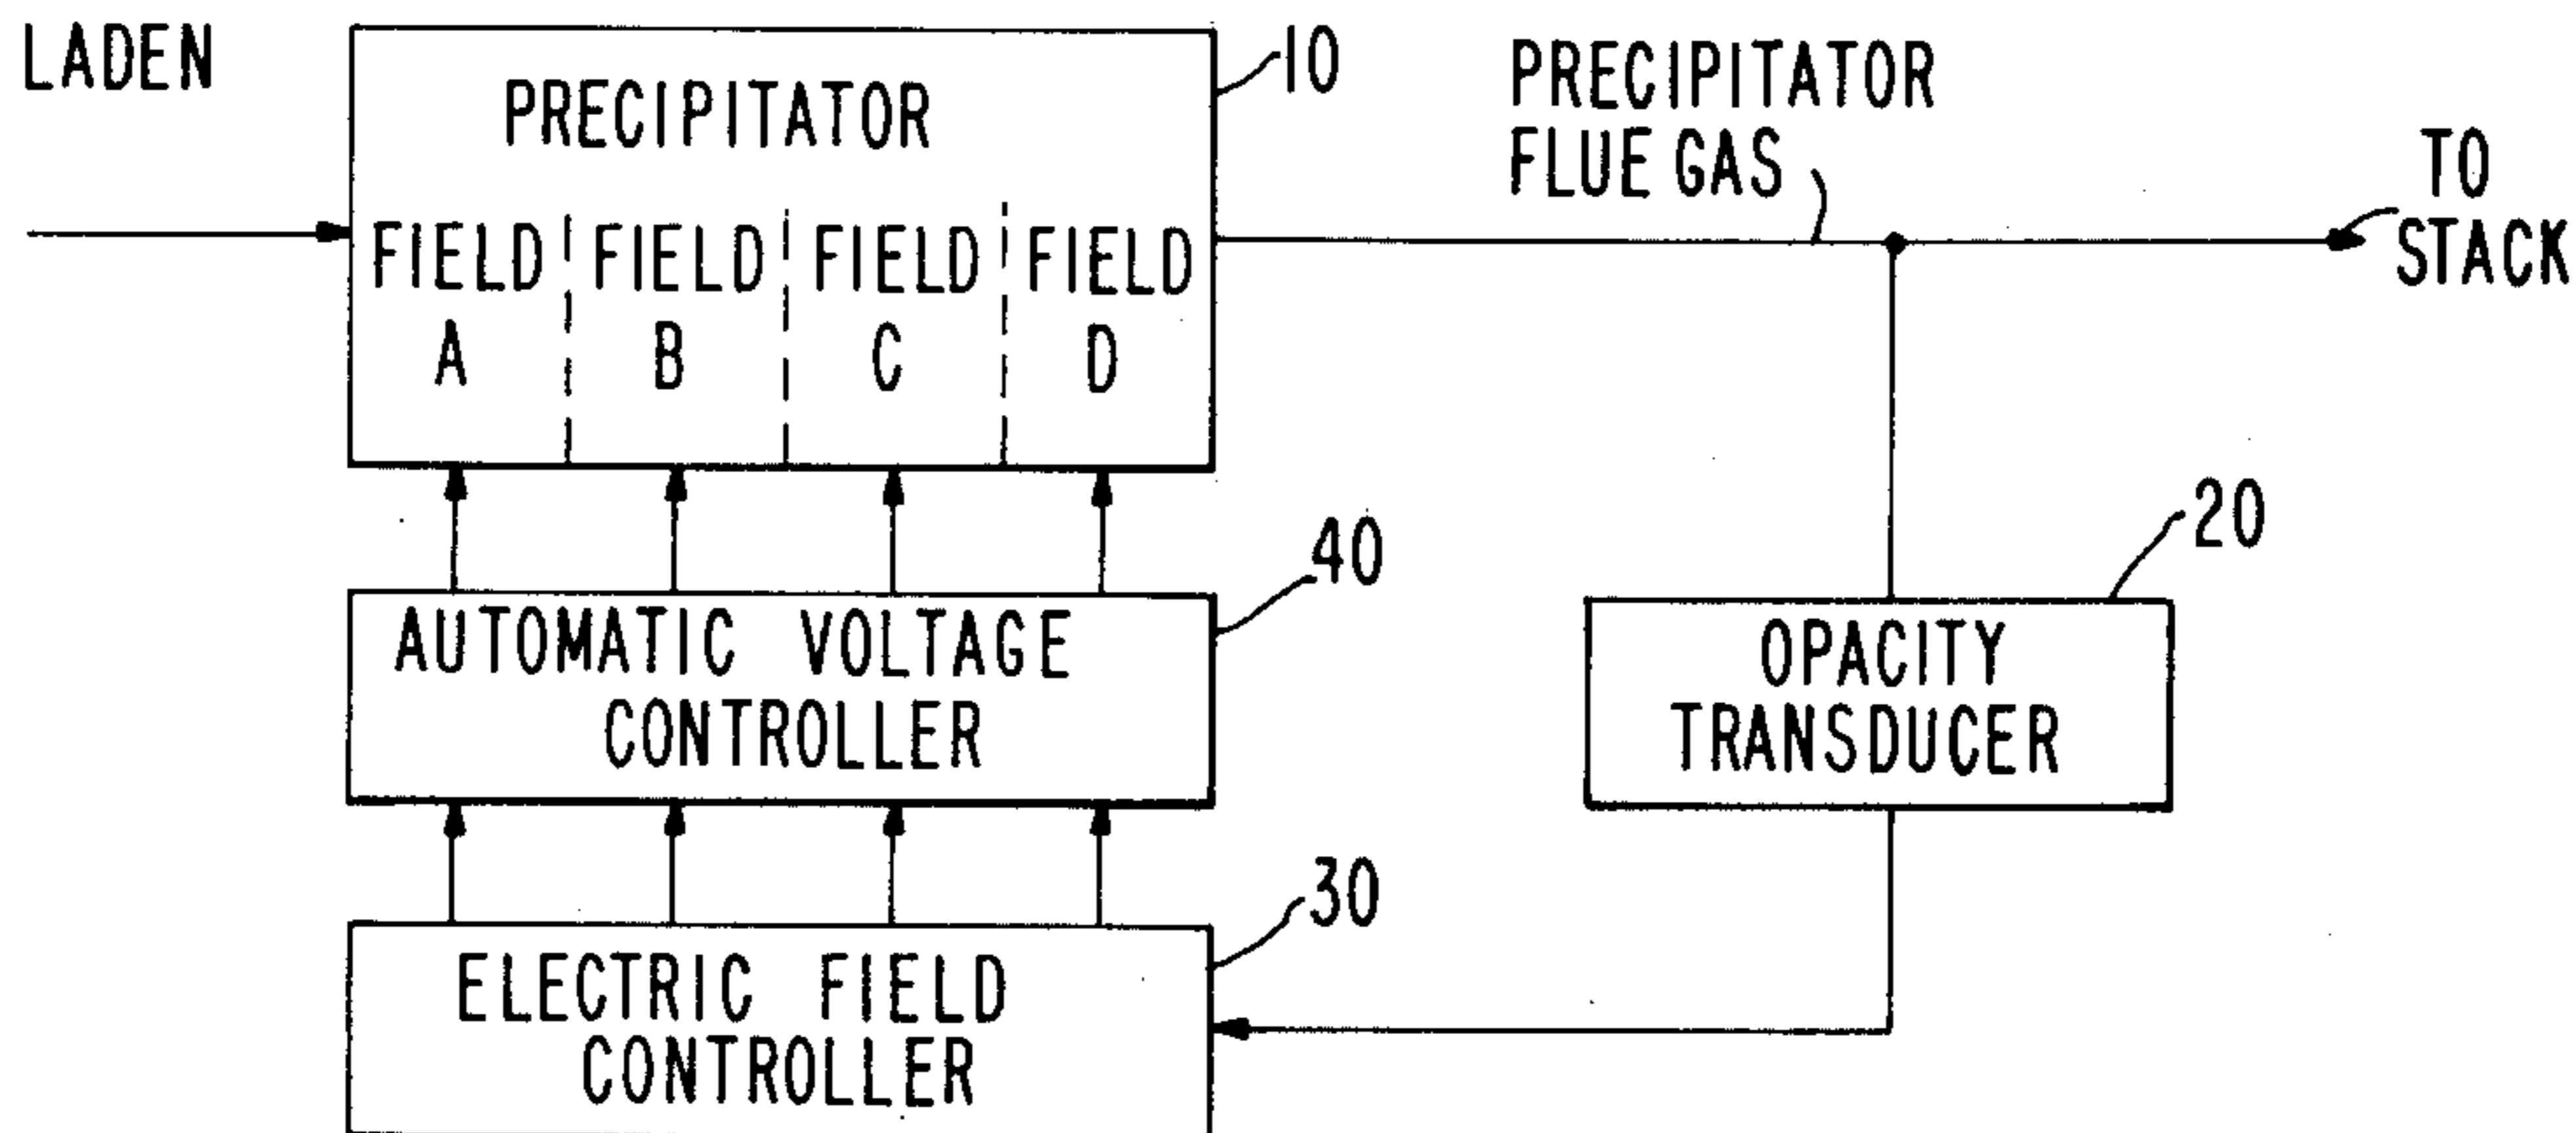 LADEN
PRECIPITATOR
10
FIELD A
FIELD B
FIELD C
FIELD D
PRECIPITATOR
FLUE GAS
TO
STACK
40
AUTOMATIC VOLTAGE
CONTROLLER
20
OPACITY
TRANSDUCER
30
ELECTRIC FIELD
CONTROLLER